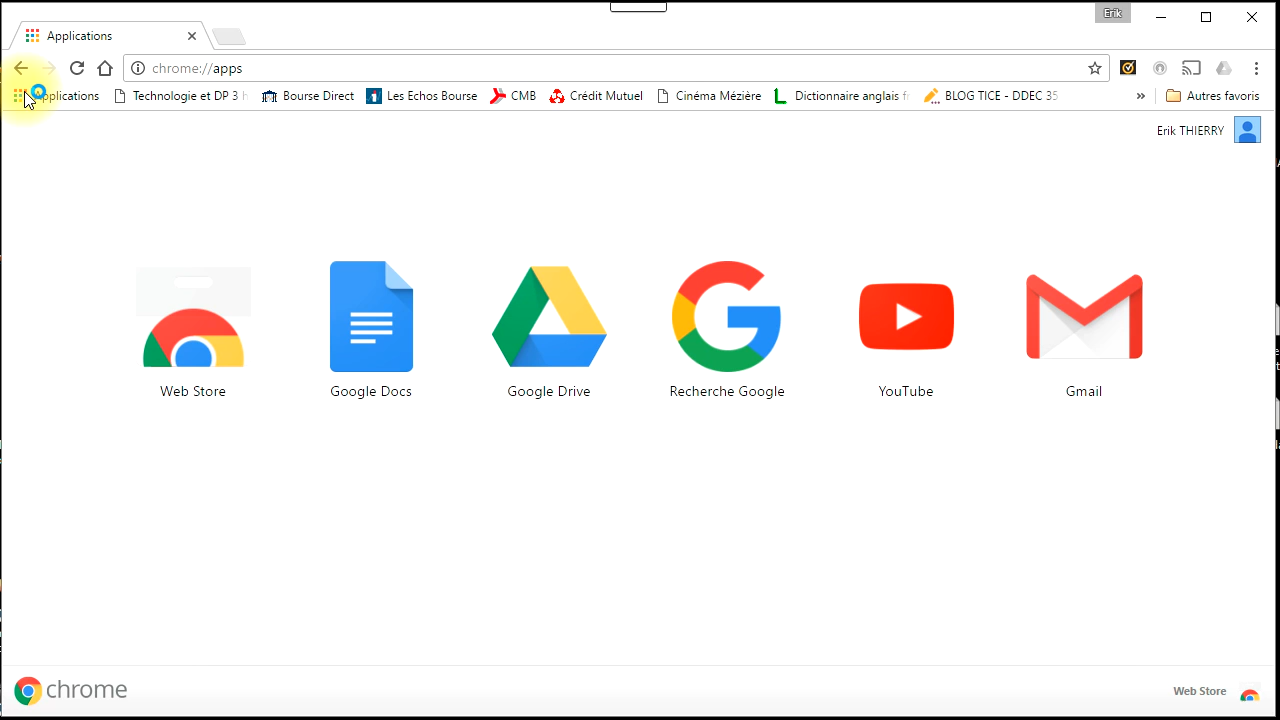 Erik
Applications
chrome://apps
Applications Technologie et DP 3 Bourse Direct Les Echos Bourse CMB Crédit Mutuel Cinéma Mézière Dictionnaire anglais BLOG TICE - DDEC 35 » Autres favoris
Erik THIERRY
Web Store Google Docs Google Drive Recherche Google YouTube Gmail
chrome
Web Store